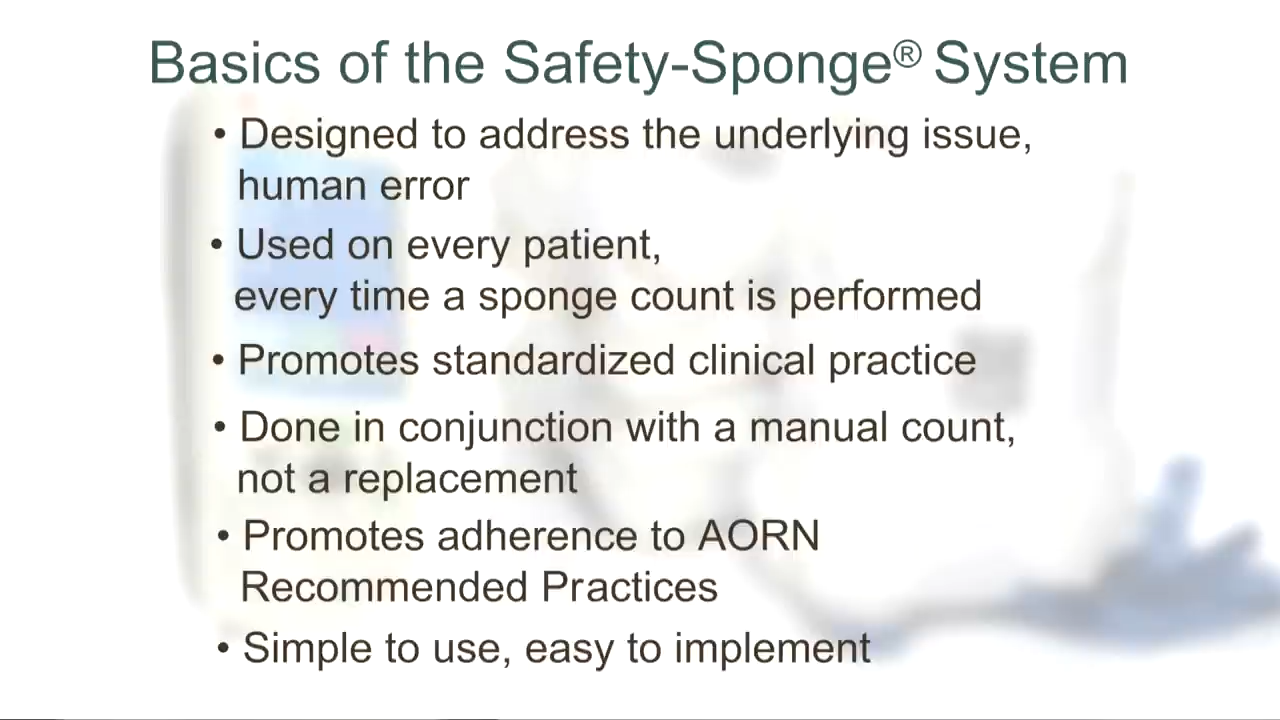 Basics of the Safety-Sponge® System
• Designed to address the underlying issue,
human error
• Used on every patient,
every time a sponge count is performed
• Promotes standardized clinical practice
• Done in conjunction with a manual count,
not a replacement
• Promotes adherence to AORN
Recommended Practices
• Simple to use, easy to implement